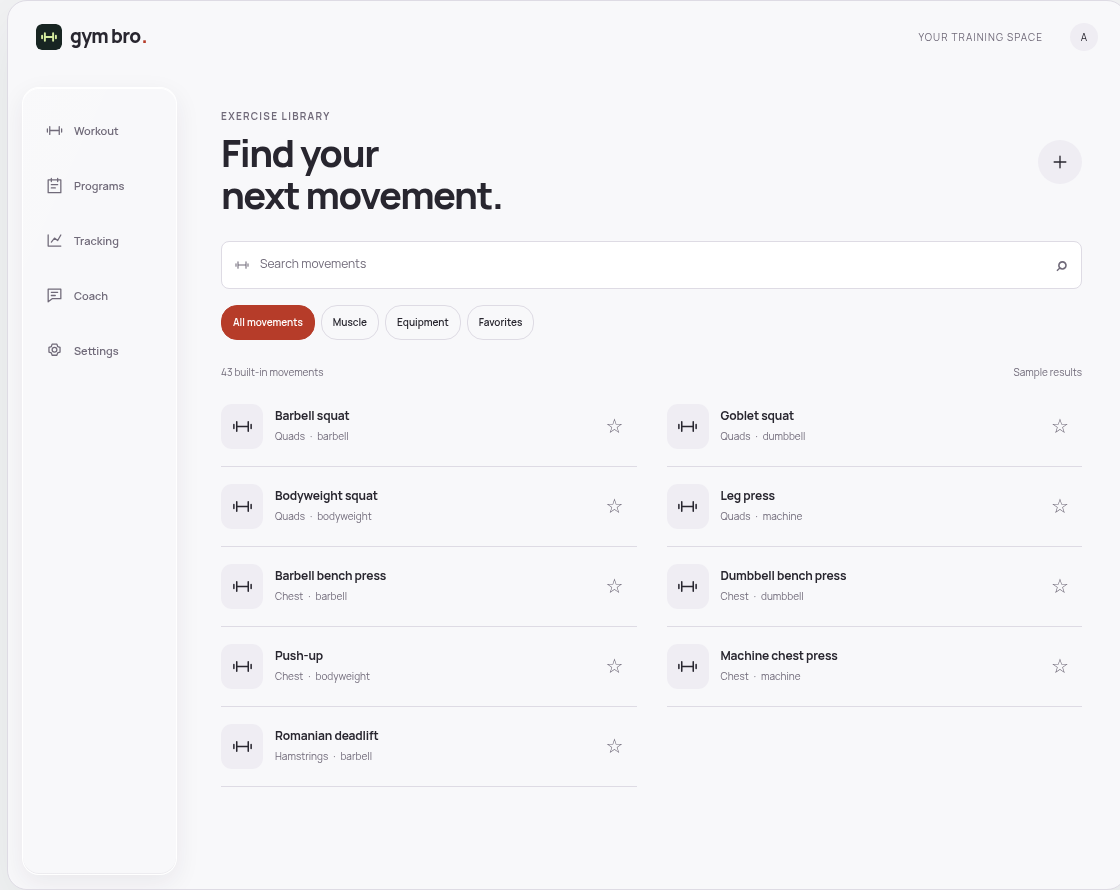 gym bro.
YOUR TRAINING SPACE
A
Workout
Programs
Tracking
Coach
Settings
EXERCISE LIBRARY
Find your
next movement.
Search movements
All movements
Muscle
Equipment
Favorites
43 built-in movements
Sample results
Barbell squat
Quads · barbell
Goblet squat
Quads · dumbbell
Bodyweight squat
Quads · bodyweight
Leg press
Quads · machine
Barbell bench press
Chest · barbell
Dumbbell bench press
Chest · dumbbell
Push-up
Chest · bodyweight
Machine chest press
Chest · machine
Romanian deadlift
Hamstrings · barbell